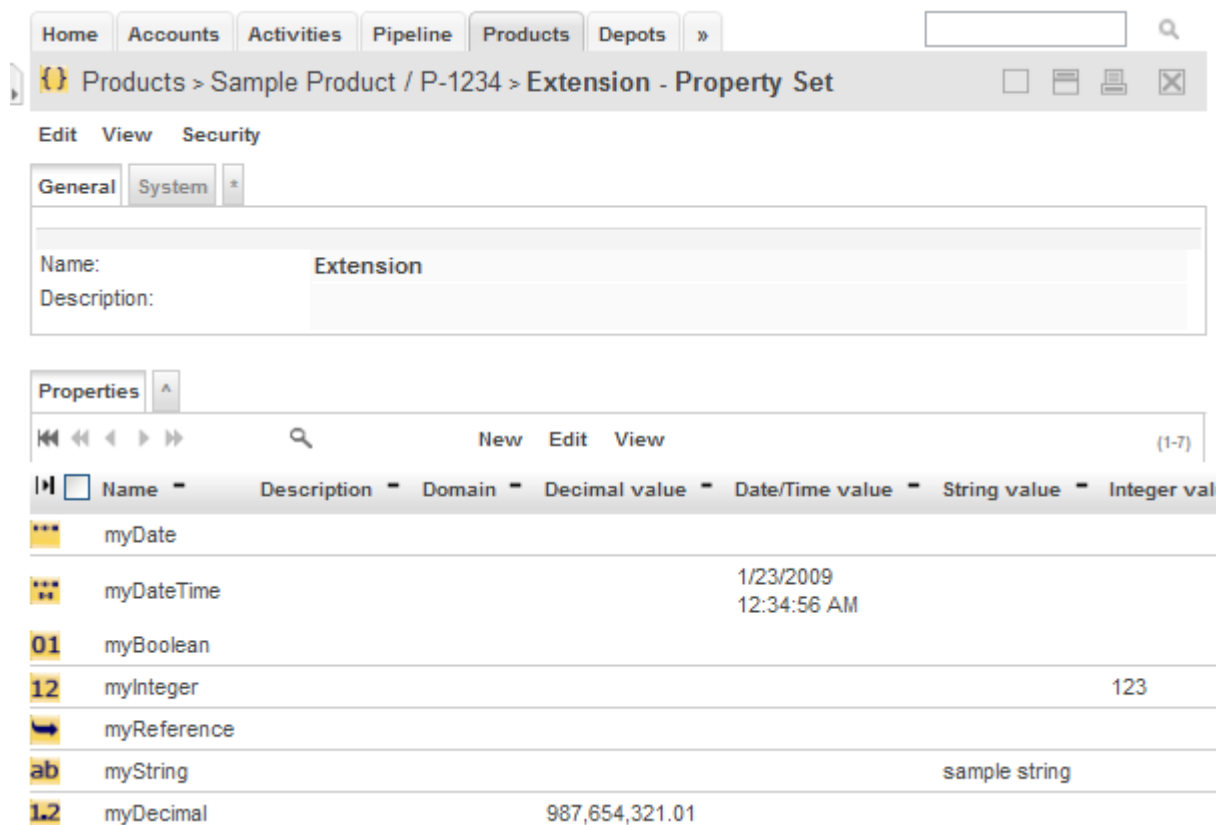 Home Accounts Activities Pipeline Products Depots »
{} Products > Sample Product / P-1234 > Extension - Property Set
Edit View Security
General System *
Name: Extension
Description:
Properties ^
New Edit View (1-7)
Name Description Domain Decimal value Date/Time value String value Integer val
myDate
myDateTime 1/23/2009
12:34:56 AM
01 myBoolean
12 myInteger 123
myReference
ab myString sample string
1.2 myDecimal 987,654,321.01